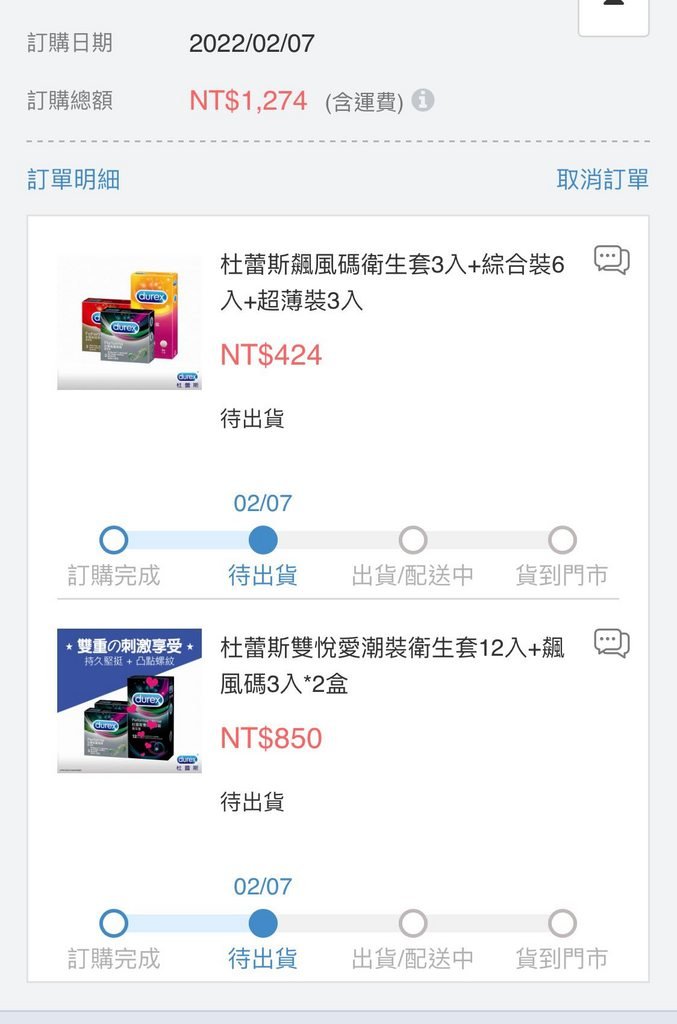 訂購日期 2022/02/07
訂購總額 NT$1,274 (含運費)
訂單明細 取消訂單
杜蕾斯飆風碼衛生套3入+綜合裝6
入+超薄裝3入
durex
durex
durex
杜蕾斯
NT$424
待出貨
02/07
訂購完成 待出貨 出貨/配送中 貨到門市
杜蕾斯雙悅愛潮裝衛生套12入+飆
風碼3入*2盒
雙重の刺激享受
持久堅挺 + 凸點螺紋
durex
durex
durex
杜蕾斯
NT$850
待出貨
02/07
訂購完成 待出貨 出貨/配送中 貨到門市